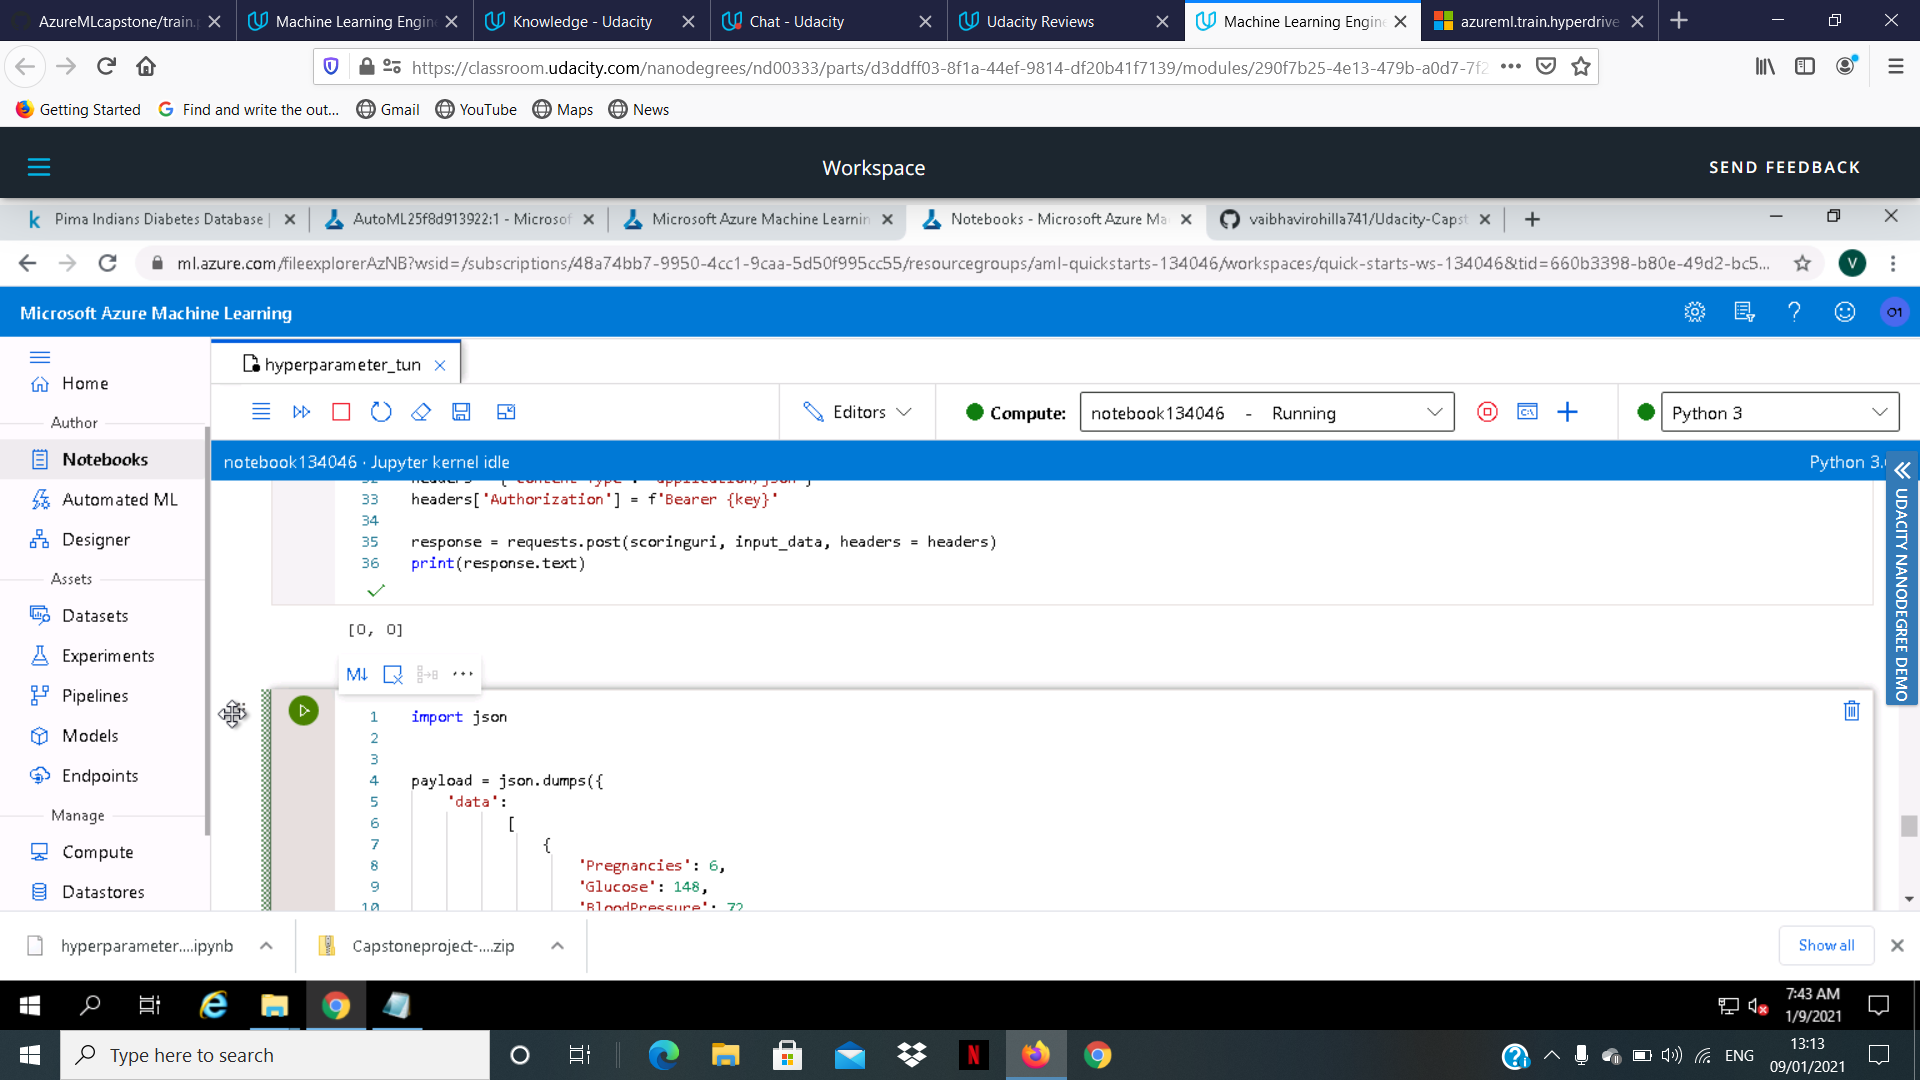 AzureMLcapstone/train.
Machine Learning Engin
Knowledge - Udacity
Chat - Udacity
Udacity Reviews
Machine Learning Engine
azureml.train.hyperdrive
https://classroom.udacity.com/nanodegrees/nd00333/parts/d3ddff03-8f1a-44ef-9814-df20b41f7139/modules/290f7b25-4e13-479b-a0d7-7f2
Getting Started
Find and write the out...
Gmail
YouTube
Maps
News
Workspace
SEND FEEDBACK
k
Pima Indians Diabetes Database |
AutoML25f8d913922:1 - Microsof
Microsoft Azure Machine Learnin
Notebooks - Microsoft Azure Ma
vaibhavirohilla741/Udacity-Caps
ml.azure.com/fileexplorerAzNB?wsid=/subscriptions/48a74bb7-9950-4cc1-9caa-5d50f995cc55/resourcegroups/aml-quickstarts-134046/workspaces/quick-starts-ws-134046&tid=660b3398-b80e-49d2-bc5...
V
Microsoft Azure Machine Learning
O1
hyperparameter_tun
Home
Author
Notebooks
Automated ML
Designer
Assets
Datasets
Experiments
Pipelines
Models
Endpoints
Manage
Compute
Datastores
Editors
Compute:
notebook134046 - Running
Python 3
notebook134046 · Jupyter kernel idle
Python 3.
UDACITY NANODEGREE DEMO
32 headers = {'Content-Type': 'application/json'}
33 headers['Authorization'] = f'Bearer {key}'
34
35 response = requests.post(scoringuri, input_data, headers = headers)
36 print(response.text)
[0, 0]
M↓
1 import json
2
3
4 payload = json.dumps({
5 'data':
6 [
7 {
8 'Pregnancies': 6,
9 'Glucose': 148,
10 'BloodPressure': 72
hyperparameter....ipynb
Capstoneproject-....zip
Show all
7:43 AM
1/9/2021
Type here to search
N
ENG
13:13
09/01/2021